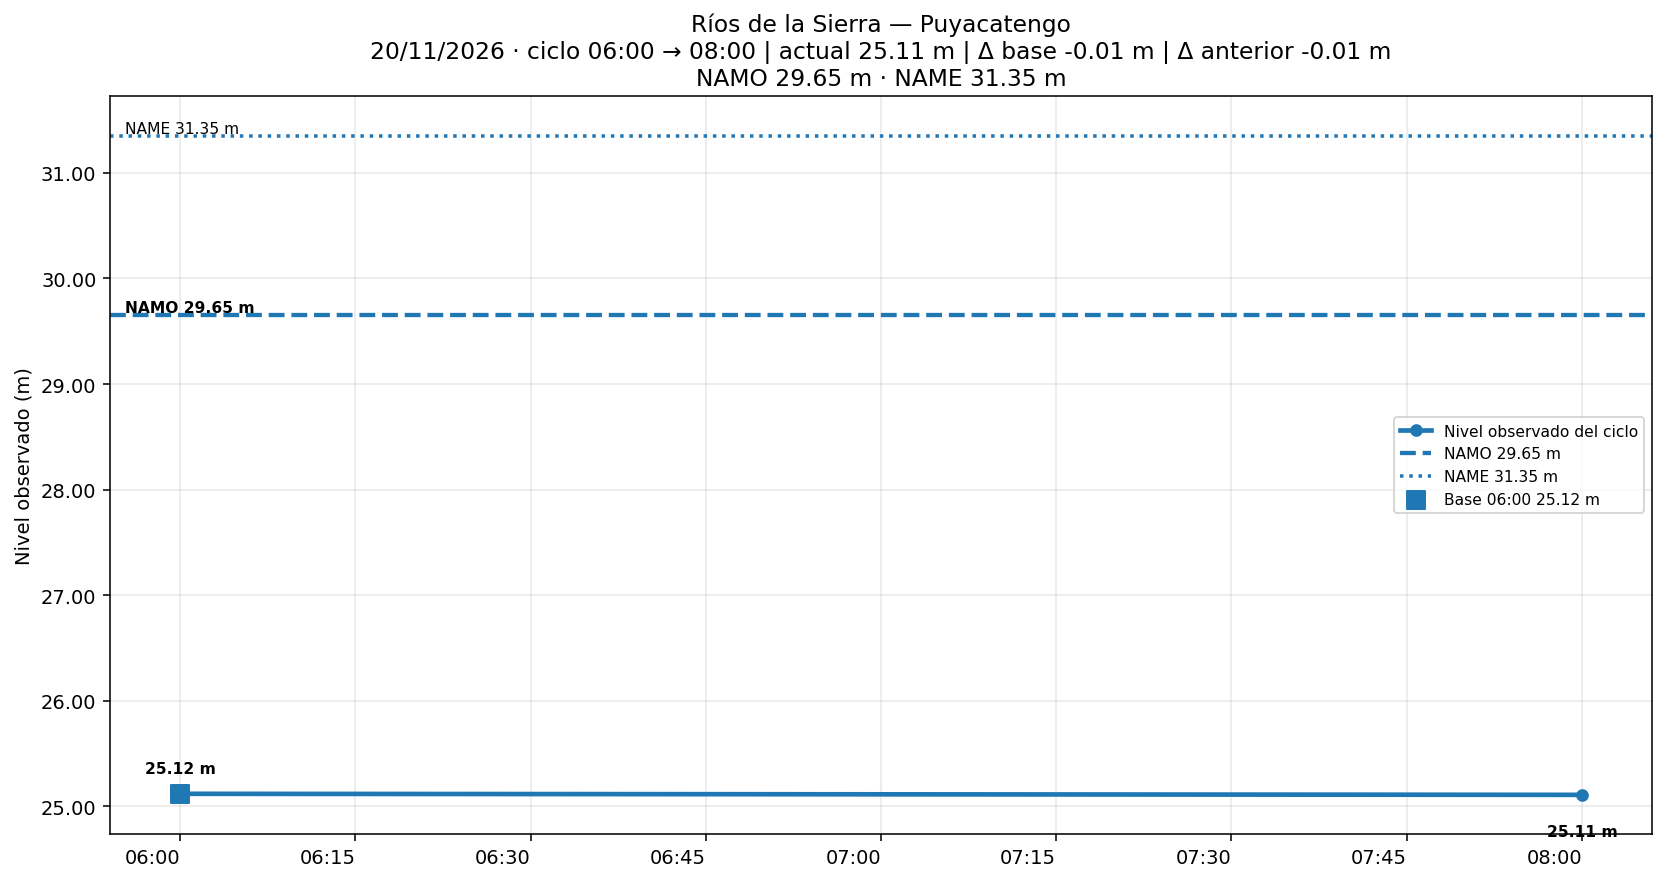 Ríos de la Sierra — Puyacatengo
20/11/2026 · ciclo 06:00 → 08:00 | actual 25.11 m | Δ base -0.01 m | Δ anterior -0.01 m
NAMO 29.65 m · NAME 31.35 m
NAME 31.35 m
31.00
30.00
NAMO 29.65 m
29.00
28.00
27.00
26.00
25.00
Nivel observado (m)
Nivel observado del ciclo
NAMO 29.65 m
NAME 31.35 m
Base 06:00 25.12 m
25.12 m
25.11 m
06:00 06:15 06:30 06:45 07:00 07:15 07:30 07:45 08:00